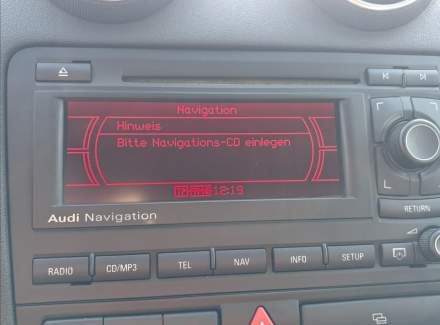 Navigation
Hinweis
Bitte Navigations-CD einlegen
12:19
Audi Navigation
RETURN
RADIO
CD/MP3
TEL
NAV
INFO
SETUP